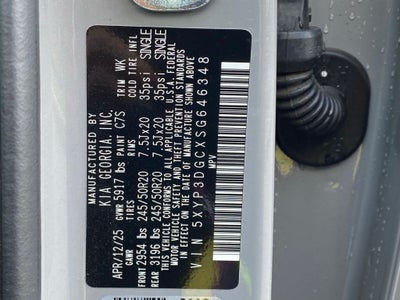 MANUFACTURED BY
KIA GEORGIA, INC.
APR/12/25 GVWR 5917 lbs PAINT C7S TRIM WK
GAWR TIRES RIMS COLD TIRE INFL
FRONT 2954 lbs 245/50R20 7.5Jx20 35psi SINGLE
REAR 3196 lbs 245/50R20 7.5Jx20 35psi SINGLE
THIS VEHICLE CONFORMS TO ALL APPLICABLE U.S.A. FEDERAL
MOTOR VEHICLE SAFETY, BUMPER, AND THEFT PREVENTION STANDARDS
IN EFFECT ON THE DATE OF MANUFACTURE SHOWN ABOVE
V I N 5XYP3DGCXSG646348
MPV